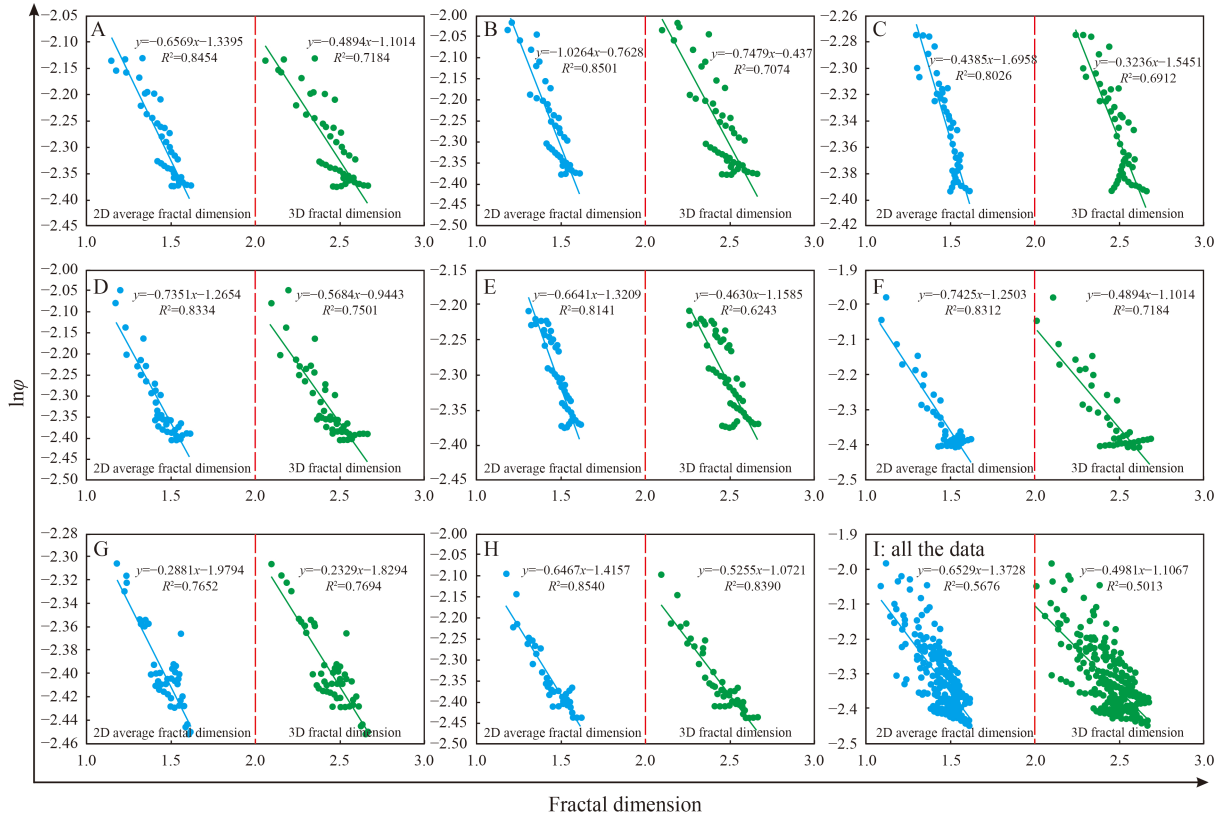 lnφ
A
y=−0.6569x−1.3395
R²=0.8454
y=−0.4894x−1.1014
R²=0.7184
−2.05
−2.10
−2.15
−2.20
−2.25
−2.30
−2.35
−2.40
−2.45
2D average fractal dimension
3D fractal dimension
1.0 1.5 2.0 2.5 3.0
B
y=−1.0264x−0.7628
R²=0.8501
y=−0.7479x−0.437
R²=0.7074
−2.00
−2.05
−2.10
−2.15
−2.20
−2.25
−2.30
−2.35
−2.40
−2.45
−2.50
2D average fractal dimension
3D fractal dimension
1.0 1.5 2.0 2.5 3.0
C
y=−0.4385x−1.6958
R²=0.8026
y=−0.3236x−1.5451
R²=0.6912
−2.26
−2.28
−2.30
−2.32
−2.34
−2.36
−2.38
−2.40
−2.42
2D average fractal dimension
3D fractal dimension
1.0 1.5 2.0 2.5 3.0
D
y=−0.7351x−1.2654
R²=0.8334
y=−0.5684x−0.9443
R²=0.7501
−2.00
−2.05
−2.10
−2.15
−2.20
−2.25
−2.30
−2.35
−2.40
−2.45
−2.50
2D average fractal dimension
3D fractal dimension
1.0 1.5 2.0 2.5 3.0
E
y=−0.6641x−1.3209
R²=0.8141
y=−0.4630x−1.1585
R²=0.6243
−2.15
−2.20
−2.25
−2.30
−2.35
−2.40
−2.45
2D average fractal dimension
3D fractal dimension
1.0 1.5 2.0 2.5 3.0
F
y=−0.7425x−1.2503
R²=0.8312
y=−0.4894x−1.1014
R²=0.7184
−1.9
−2.0
−2.1
−2.2
−2.3
−2.4
−2.5
2D average fractal dimension
3D fractal dimension
1.0 1.5 2.0 2.5 3.0
G
y=−0.2881x−1.9794
R²=0.7652
y=−0.2329x−1.8294
R²=0.7694
−2.28
−2.30
−2.32
−2.34
−2.36
−2.38
−2.40
−2.42
−2.44
−2.46
2D average fractal dimension
3D fractal dimension
1.0 1.5 2.0 2.5 3.0
H
y=−0.6467x−1.4157
R²=0.8540
y=−0.5255x−1.0721
R²=0.8390
−2.00
−2.05
−2.10
−2.15
−2.20
−2.25
−2.30
−2.35
−2.40
−2.45
−2.50
2D average fractal dimension
3D fractal dimension
1.0 1.5 2.0 2.5 3.0
I: all the data
y=−0.6529x−1.3728
R²=0.5676
y=−0.4981x−1.1067
R²=0.5013
−1.9
−2.0
−2.1
−2.2
−2.3
−2.4
−2.5
2D average fractal dimension
3D fractal dimension
1.0 1.5 2.0 2.5 3.0
Fractal dimension